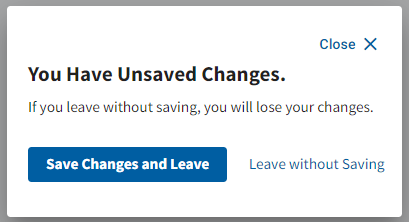 Close
You Have Unsaved Changes.
If you leave without saving, you will lose your changes.
Save Changes and Leave
Leave without Saving